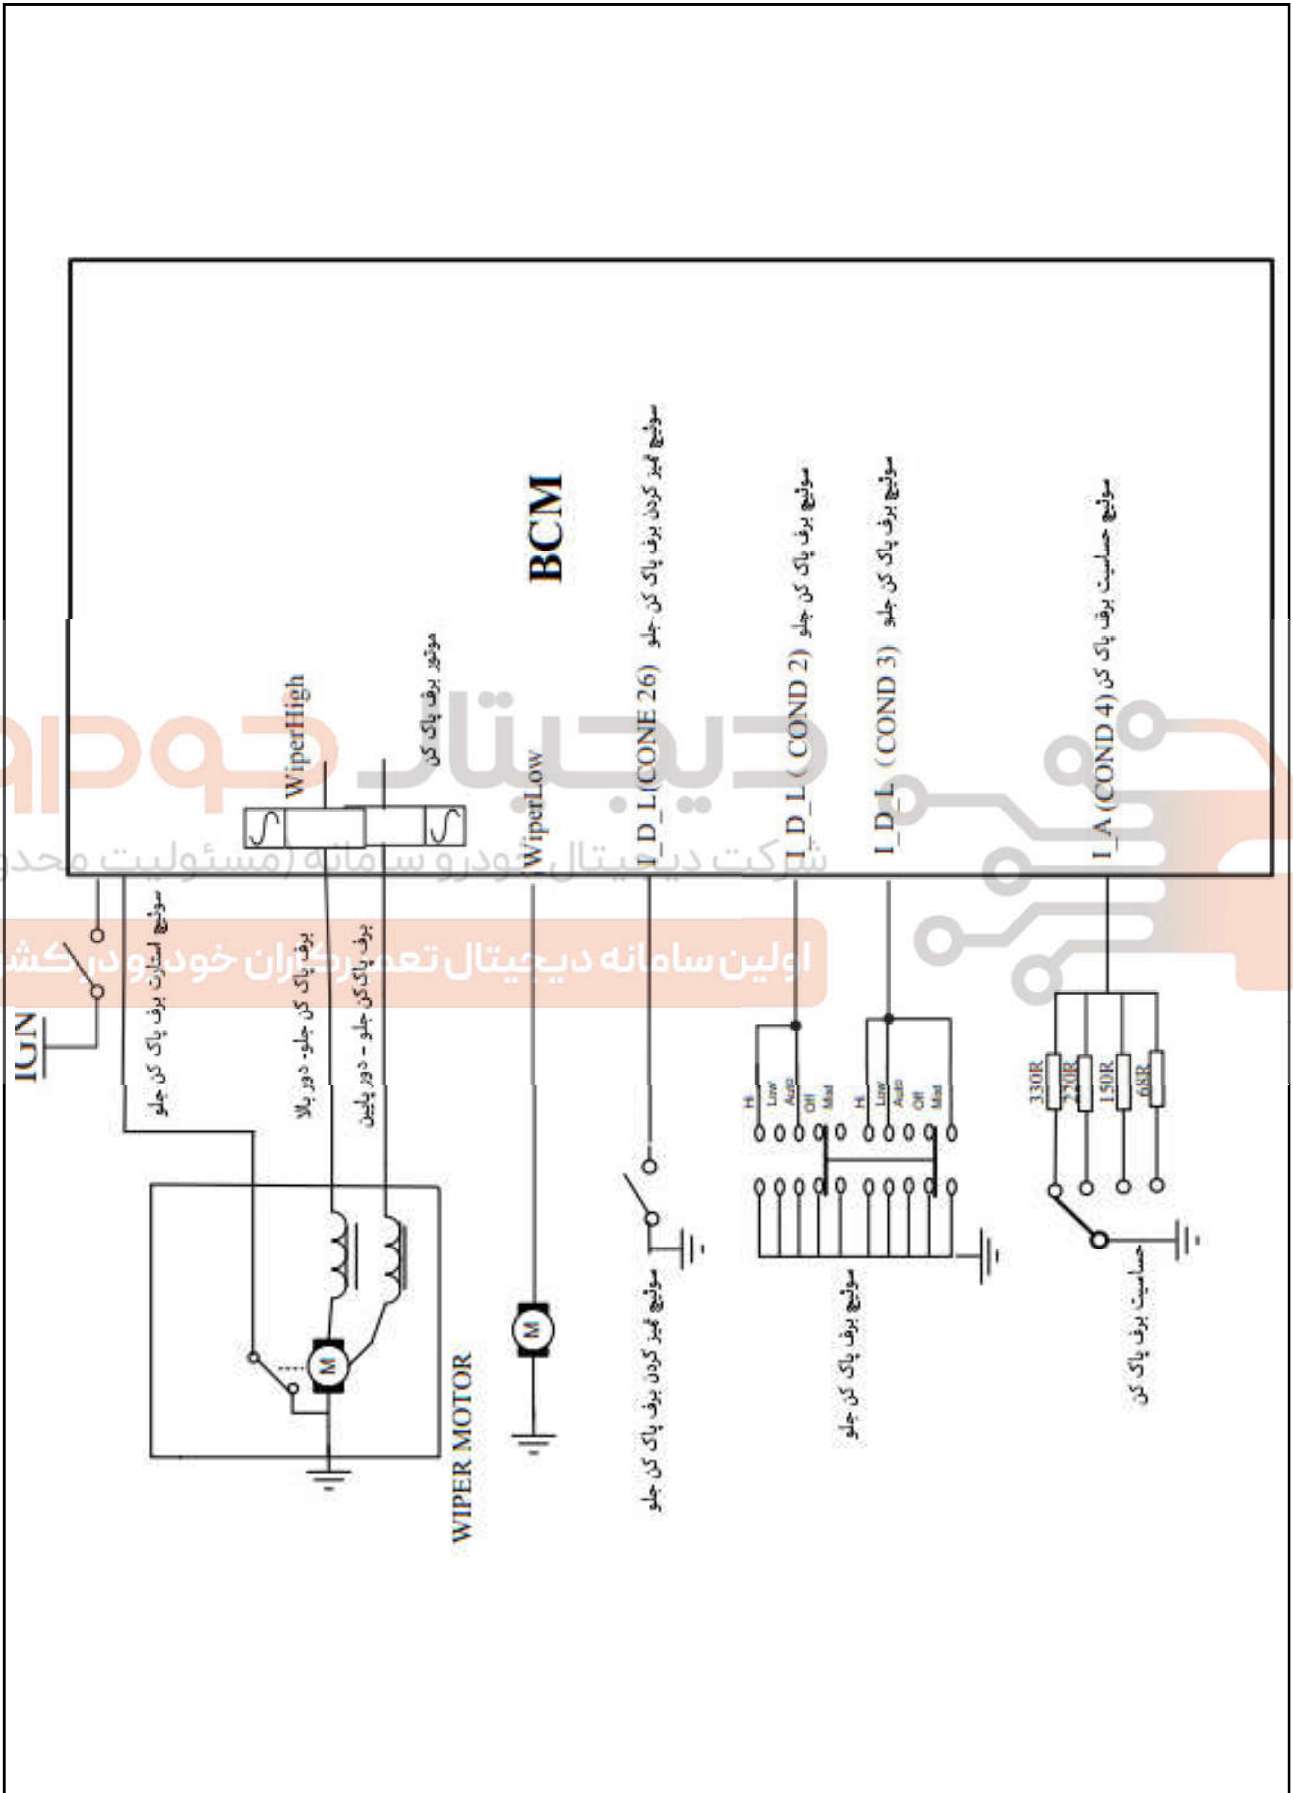 IGN
سوئیچ استارت برف پاک کن جلو
WiperHigh
برف پاک کن جلو- دور بالا
موتور برف پاک کن
برف پاک کن جلو - دور پایین
WIPER MOTOR
M
BCM
WiperLow
M
I_D_L(CONE 26) سوئیچ تمیز کردن برف پاک کن جلو
سوئیچ تمیز کردن برف پاک کن جلو
I_D_L ( COND 2) سوئیچ برف پاک کن جلو
I_D_L ( COND 3) سوئیچ برف پاک کن جلو
Hi
Low
Auto
Off
Mist
Hi
Low
Auto
Off
Mist
سوئیچ برف پاک کن جلو
I_A (COND 4) سوئیچ حساسیت برف پاک کن
330R
220R
150R
68R
حساسیت برف پاک کن
دیجیتال خودرو
شرکت دیجیتال خودرو سامانه (مسئولیت محدو
اولین سامانه دیجیتال تعمیرکاران خودرو در کش